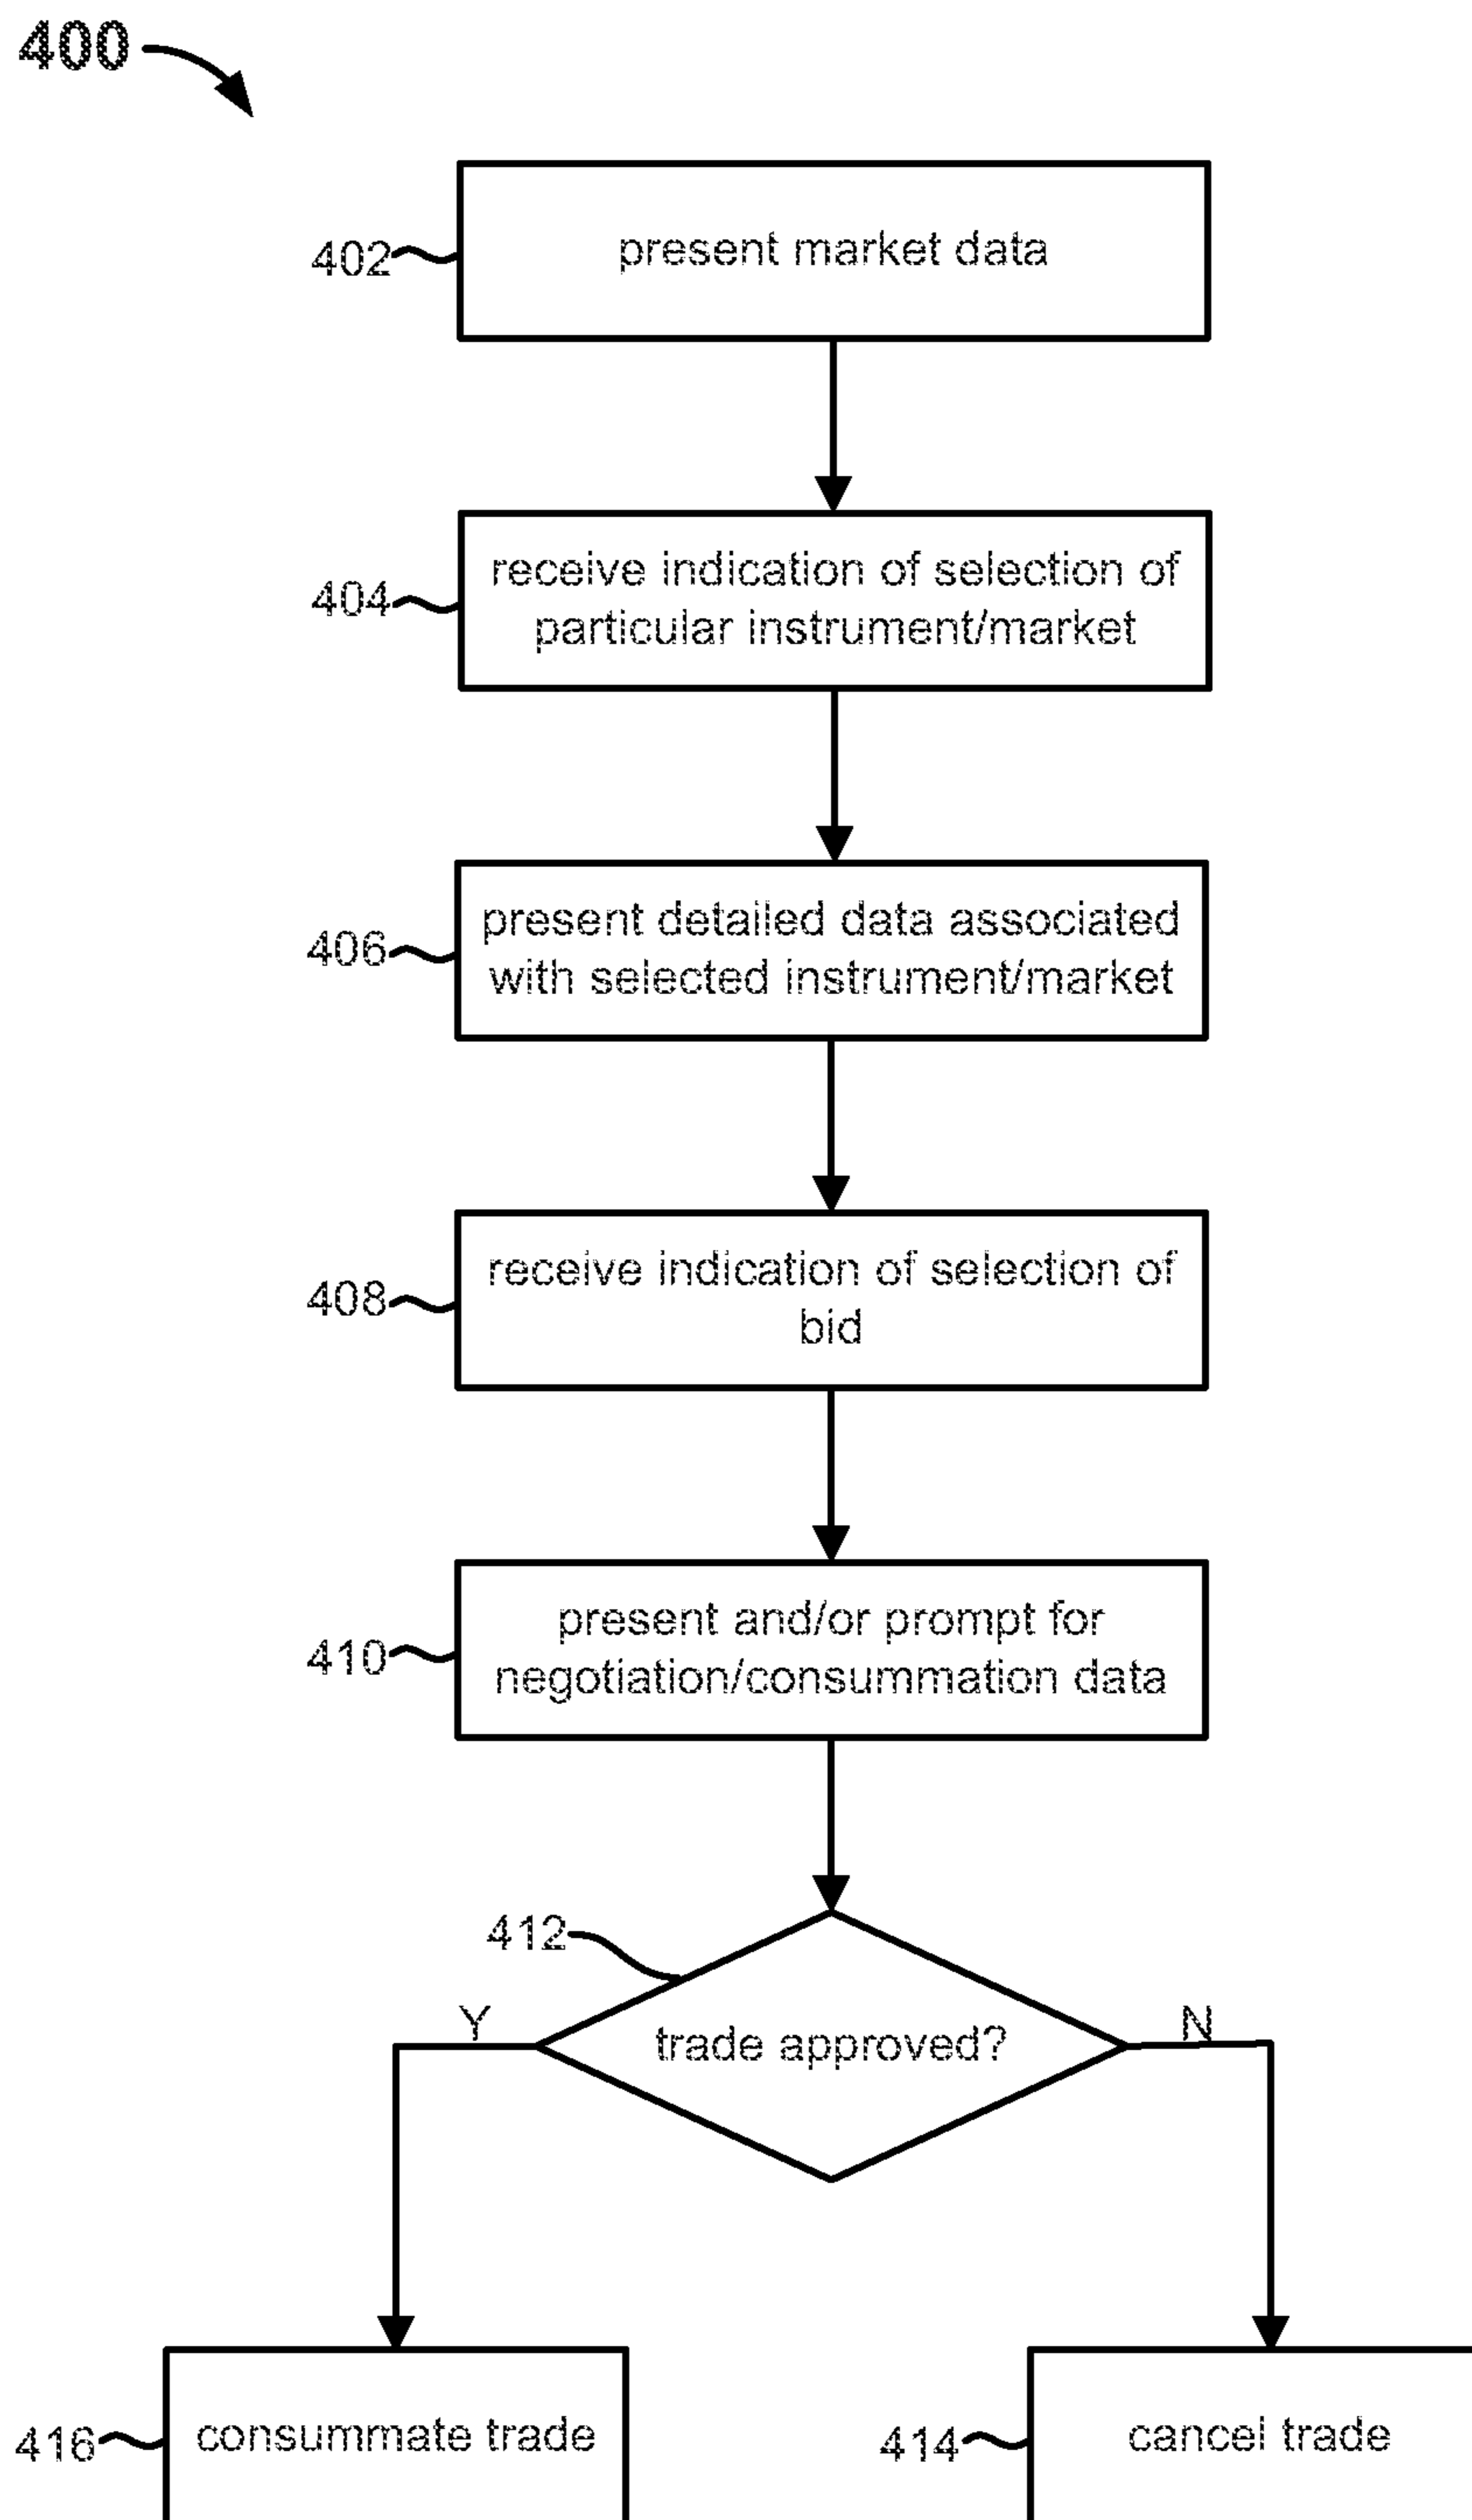 400
402
present market data
404
receive indication of selection of
particular instrument/market
406
present detailed data associated
with selected instrument/market
408
receive indication of selection of
bid
410
present and/or prompt for
negotiation/consummation data
412
Y
trade approved?
N
416
consummate trade
414
cancel trade